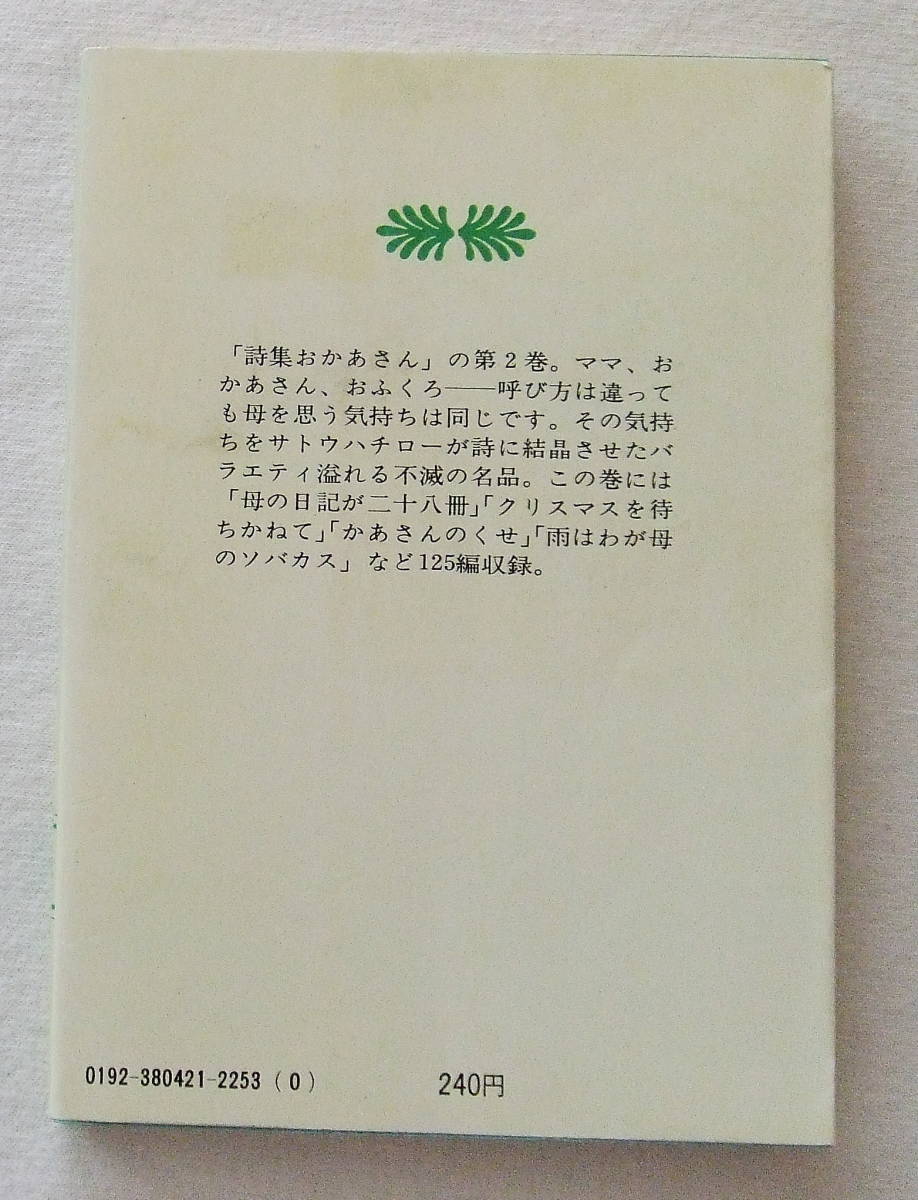 「詩集おかあさん」の第2巻。ママ、お
かあさん、おふくろ──呼び方は違って
も母を思う気持ちは同じです。その気持
ちをサトウハチローが詩に結晶させたバ
ラエティ溢れる不滅の名品。この巻には
「母の日記が二十八冊」「クリスマスを待
ちかねて」「かあさんのくせ」「雨はわが母
のソバカス」など125編収録。
0192-380421-2253(0)
240円